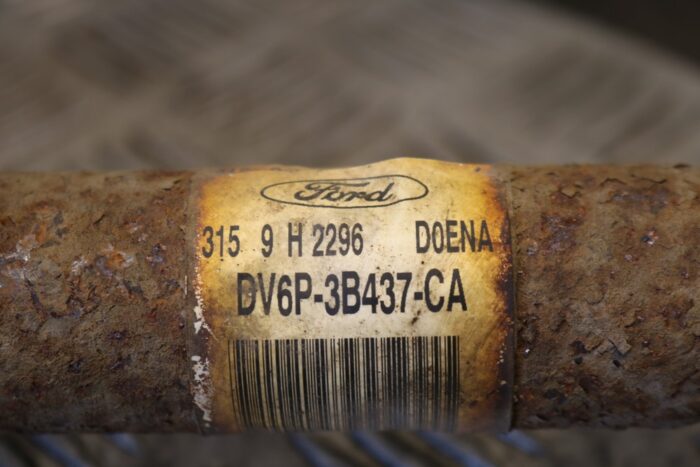 Ford
315 9 H 2296 D0ENA
DV6P-3B437-CA